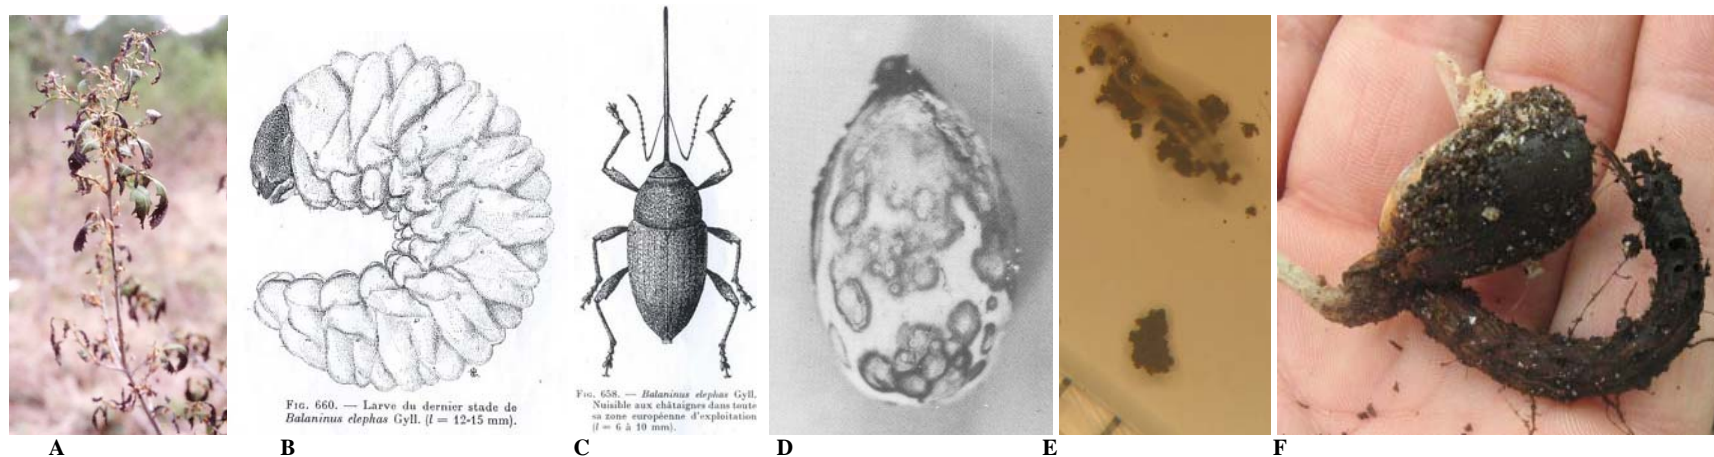 FIG. 660. — Larve du dernier stade de
Balaninus elephas Gyll. (l = 12-15 mm).
FIG. 658. — Balaninus elephas Gyll.
Nuisible aux châtaignes dans toute
sa zone européenne d'exploitation
(l = 6 à 10 mm).
A B C D E F